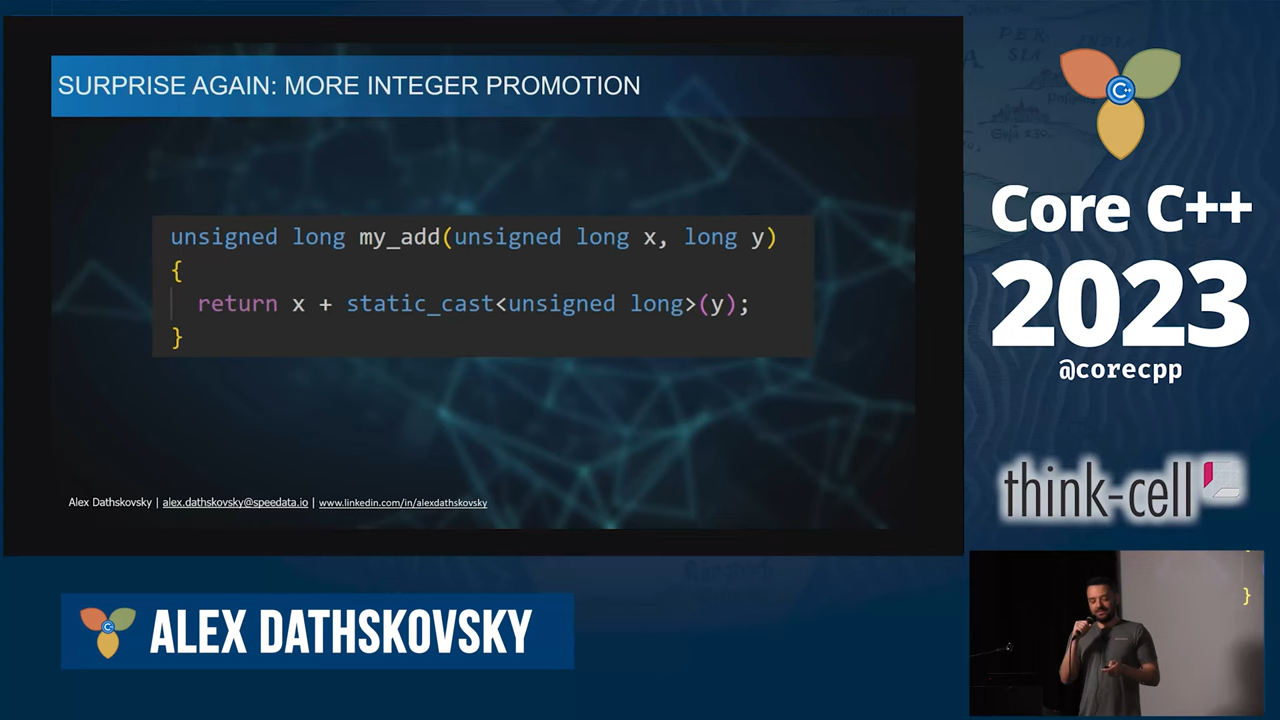 SURPRISE AGAIN: MORE INTEGER PROMOTION
unsigned long my_add(unsigned long x, long y)
{
return x + static_cast<unsigned long>(y);
}
Alex Dathskovsky | alex.dathskovsky@speedata.io | www.linkedin.com/in/alexdathskovsky
ALEX DATHSKOVSKY
C++
Core C++
2023
@corecpp
think-cell
}